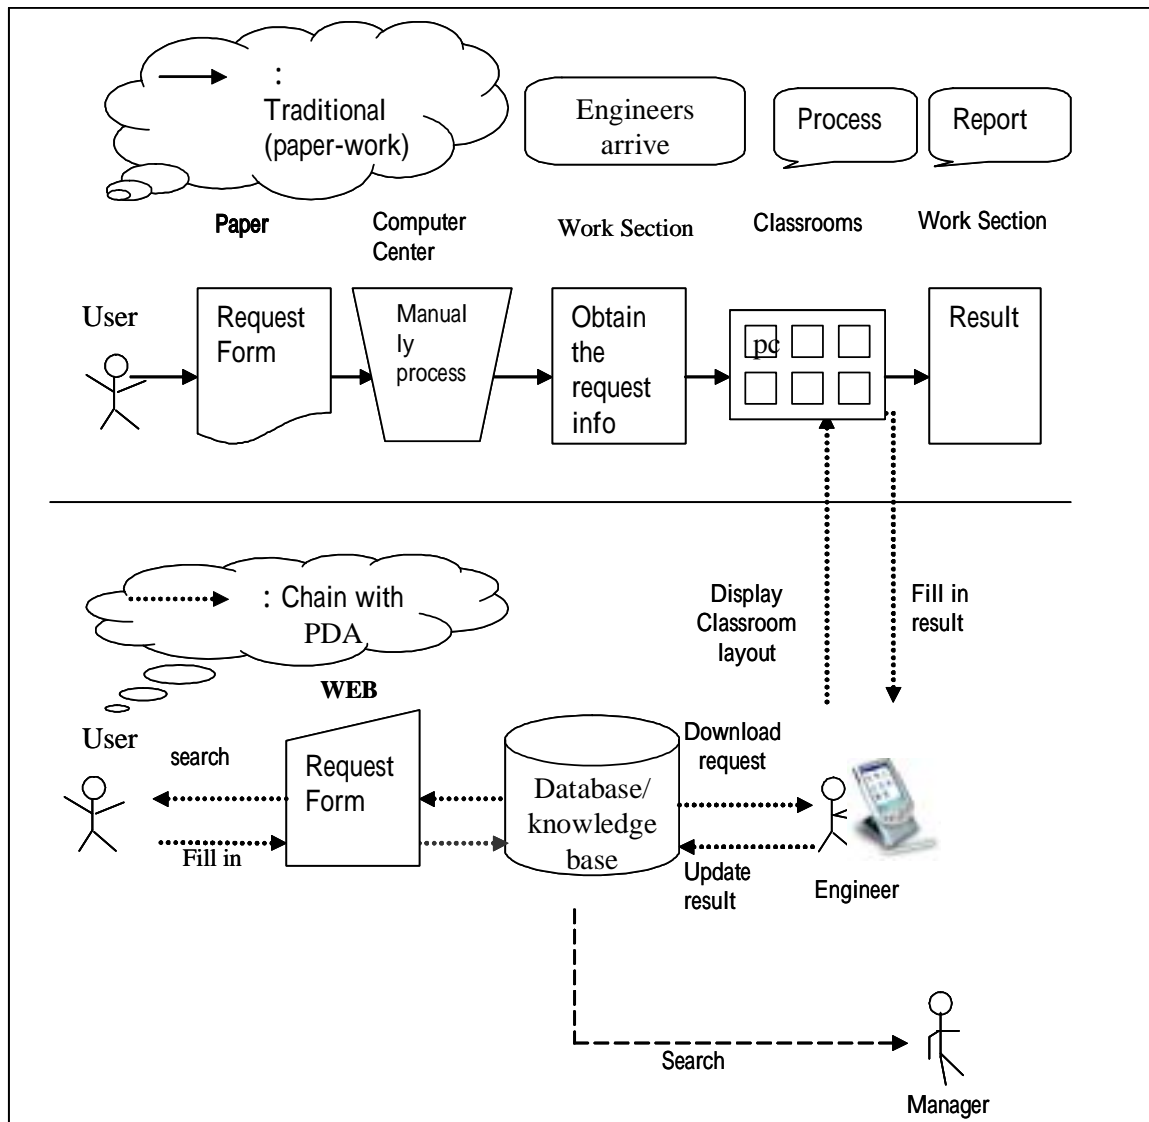 :
Traditional
(paper-work)
Engineers
arrive
Process
Report
Paper
Computer
Center
Work Section
Classrooms
Work Section
User
Request
Form
Manual
ly
process
Obtain
the
request
info
pc
Result
: Chain with
PDA
Display
Classroom
layout
Fill in
result
WEB
User
search
Fill in
Request
Form
Database/
knowledge
base
Download
request
Update
result
Engineer
Search
Manager